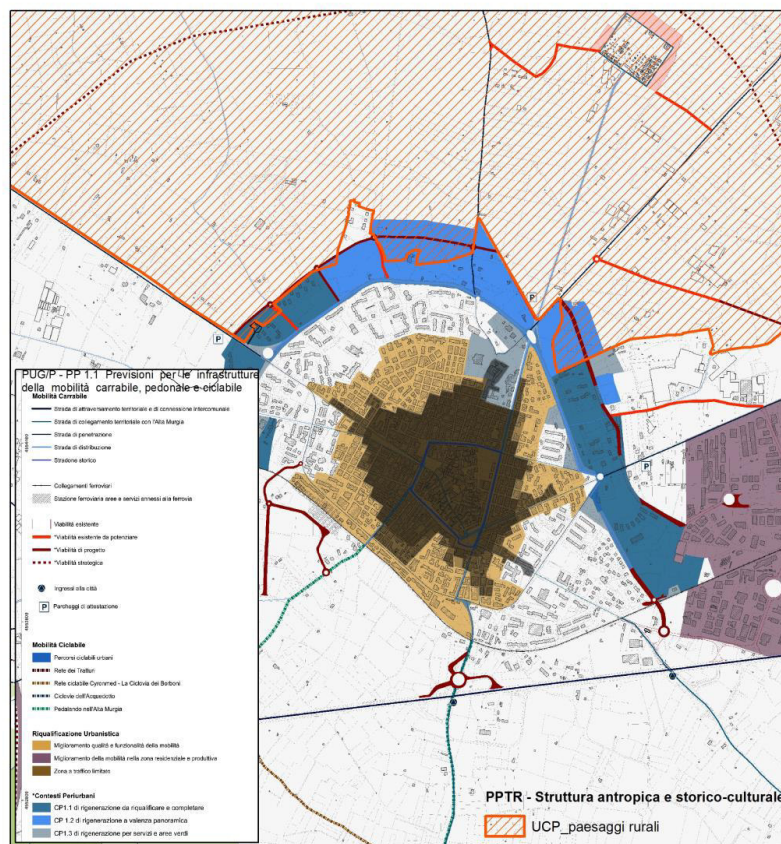 P
P
PUG/P - PP 1.1 Previsioni per le infrastrutture
della mobilità carrabile, pedonale e ciclabile
Mobilità Carrabile
Strada di attraversamento territoriale e di connessione intercomunale
Strada di collegamento territoriale con l'Alta Murgia
Strada di penetrazione
Strada di distribuzione
Stradone storico
Collegamenti ferroviari
Stazione ferroviaria aree e servizi annessi alla ferrovia
Viabilità esistente
*Viabilità esistente da potenziare
*Viabilità di progetto
*Viabilità strategica
Ingressi alla città
P Parcheggi di attestazione
P
Mobilità Ciclabile
Percorsi ciclabili urbani
Rete dei Tratturi
Rete ciclabile Cyronmed - La Ciclovia dei Borboni
Ciclovie dell'Acquedotto
Pedalando nell'Alta Murgia
Riqualificazione Urbanistica
Miglioramento qualità e funzionalità della mobilità
Miglioramento della mobilità nella zona residenziale e produttiva
Zona a traffico limitato
*Contesti Periurbani
CP1.1 di rigenerazione da riqualificare e completare
CP 1.2 di rigenerazione a valenza panoramica
CP1.3 di rigenerazione per servizi e aree verdi
PPTR - Struttura antropica e storico-culturale
UCP_paesaggi rurali